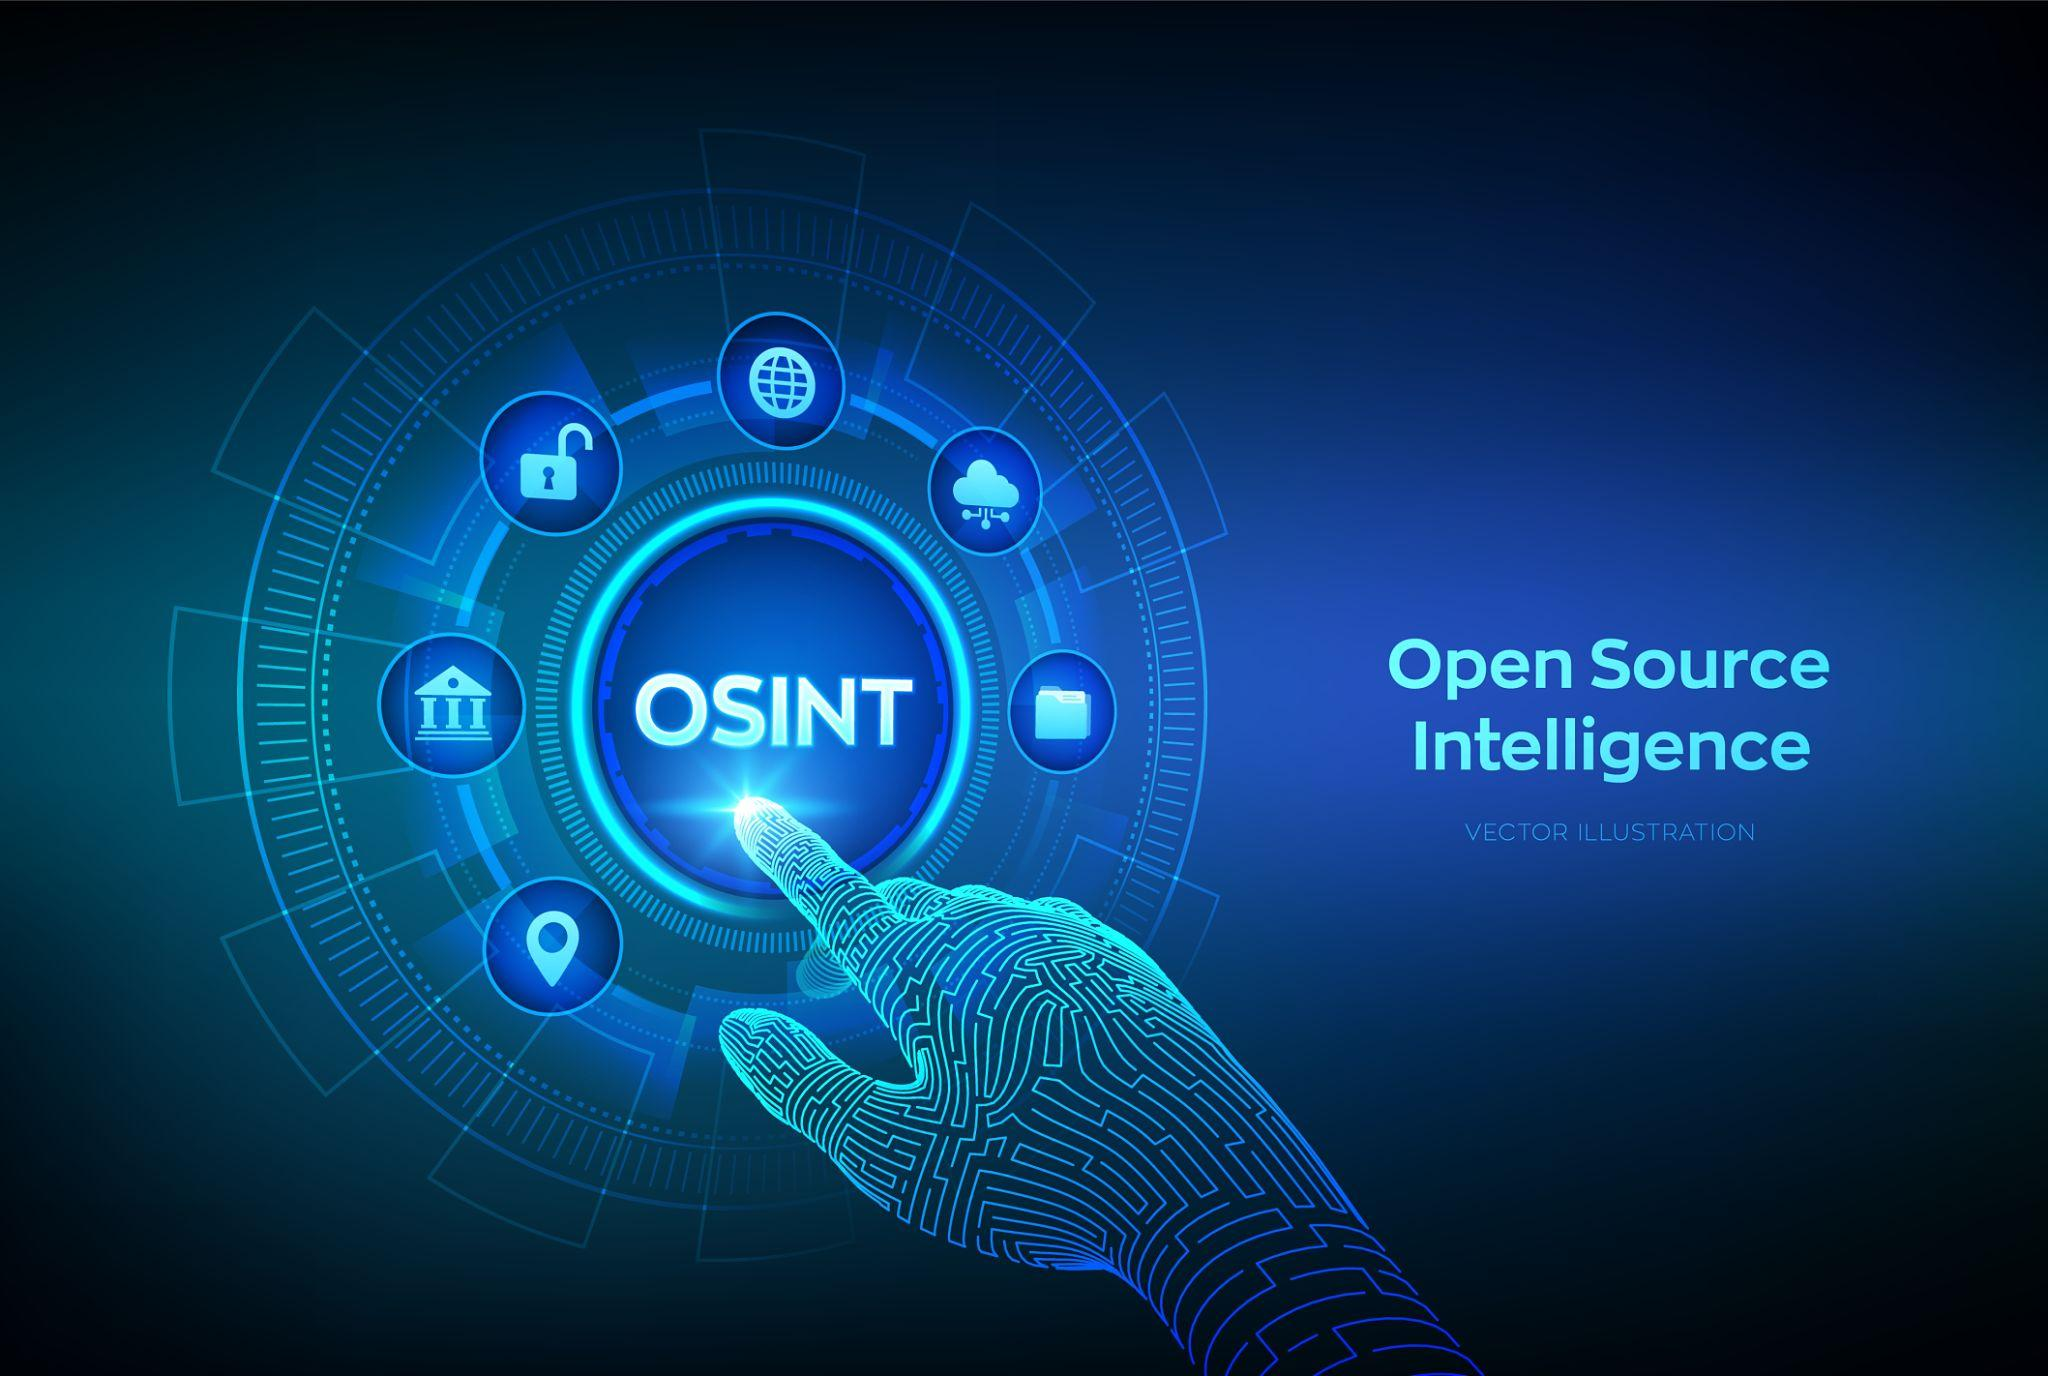 OSINT
Open Source
Intelligence
VECTOR ILLUSTRATION